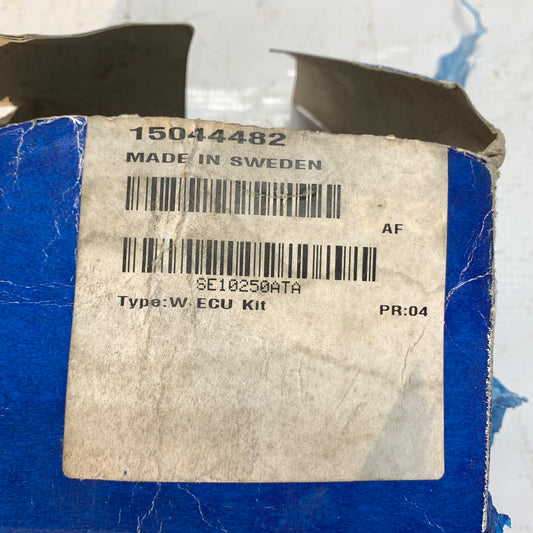 15044482
MADE IN SWEDEN
AF
SE10250ATA
Type:W ECU Kit
PR:04